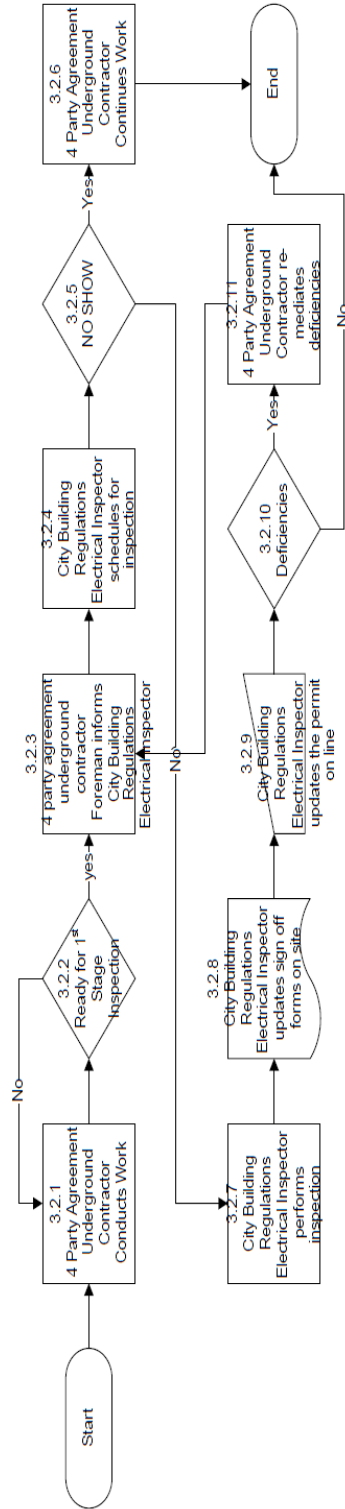 Start
3.2.1
4 Party Agreement
Underground
Contractor
Conducts Work
No
3.2.2
Ready for 1st
Stage
Inspection
yes
3.2.3
4 party agreement
underground
contractor
Foreman informs
City Building
Regulations
Electrical Inspector
3.2.4
City Building
Regulations
Electrical Inspector
schedules for
inspection
3.2.5
NO SHOW
Yes
3.2.6
4 Party Agreement
Underground
Contractor
Continues Work
No
3.2.7
City Building
Regulations
Electrical Inspector
performs
inspection
3.2.8
City Building
Regulations
Electrical Inspector
updates sign off
forms on site
3.2.9
City Building
Regulations
Electrical Inspector
updates the permit
on line
3.2.10
Deficiencies
Yes
3.2.11
4 Party Agreement
Underground
Contractor re-
mediates
deficiencies
No
End